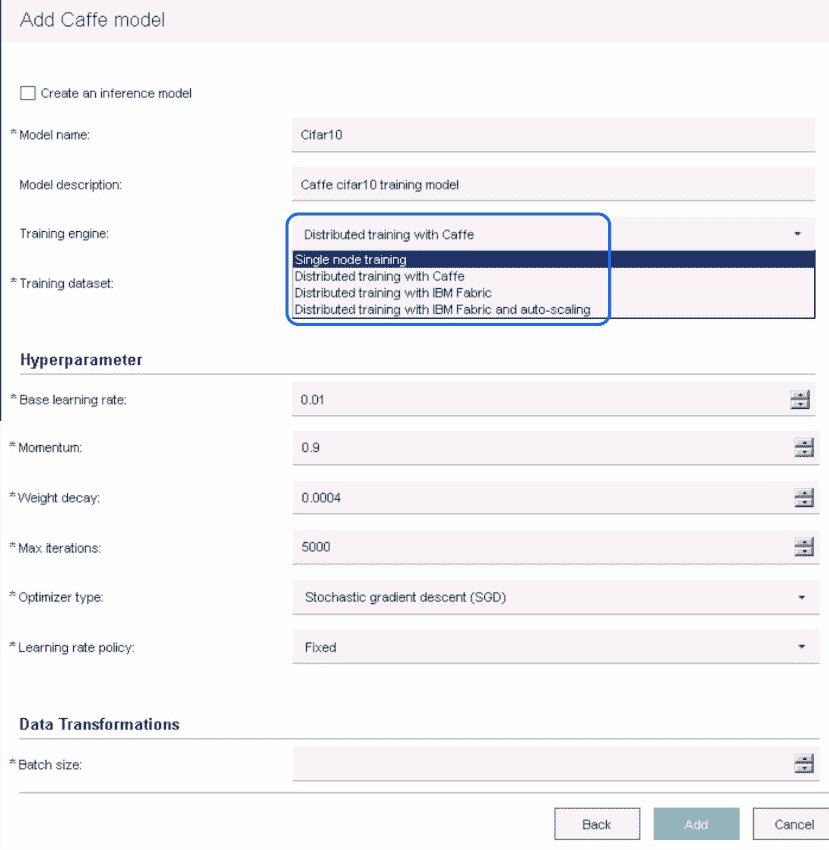 Add Caffe model
Create an inference model
* Model name: Cifar10
Model description: Caffe cifar10 training model
Training engine: Distributed training with Caffe
Single node training
Distributed training with Caffe
* Training dataset:
Distributed training with IBM Fabric
Distributed training with IBM Fabric and auto-scaling
Hyperparameter
* Base learning rate: 0.01
* Momentum: 0.9
* Weight decay: 0.0004
* Max iterations: 5000
* Optimizer type: Stochastic gradient descent (SGD)
* Learning rate policy: Fixed
Data Transformations
* Batch size:
Back Add Cancel